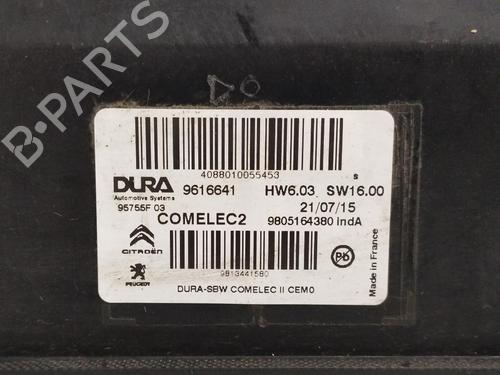 B-PARTS
4088010055453
s
DURA
Automotive Systems
9616641 HW6.03 SW16.00
95755F 03
21/07/15
COMELEC2 9805164380 indA
CITROËN
Pb
PEUGEOT
9813441580
DURA-SBW COMELEC II CEM0
Made in France